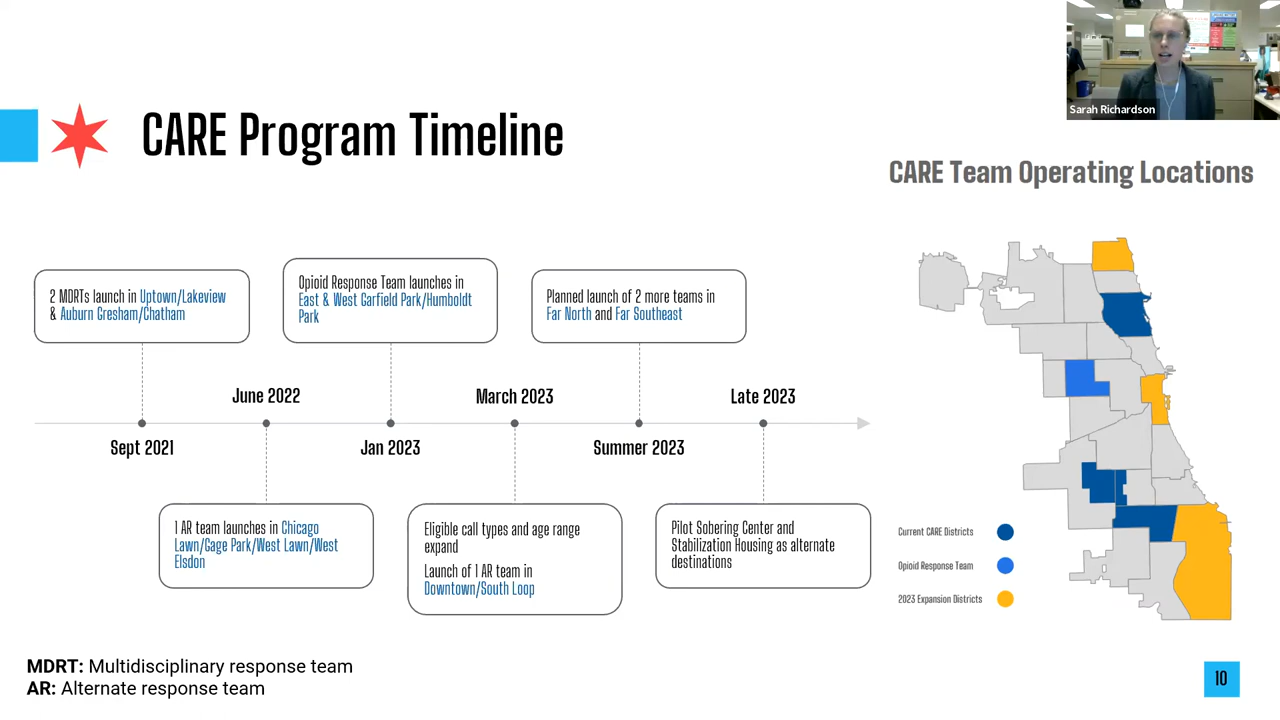 Sarah Richardson
CARE Program Timeline
CARE Team Operating Locations
2 MDRTs launch in Uptown/Lakeview
& Auburn Gresham/Chatham
Opioid Response Team launches in
East & West Garfield Park/Humboldt
Park
Planned launch of 2 more teams in
Far North and Far Southeast
June 2022
March 2023
Late 2023
Sept 2021
Jan 2023
Summer 2023
1 AR team launches in Chicago
Lawn/Gage Park/West Lawn/West
Elsdon
Eligible call types and age range
expand
Launch of 1 AR team in
Downtown/South Loop
Pilot Sobering Center and
Stabilization Housing as alternate
destinations
Current CARE Districts
Opioid Response Team
2023 Expansion Districts
MDRT: Multidisciplinary response team
AR: Alternate response team
10